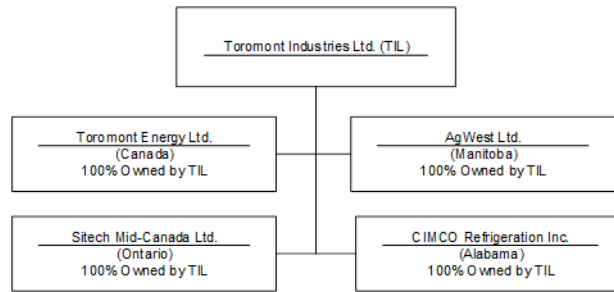 Toromont Industries Ltd. (TIL)
Toromont Energy Ltd.
(Canada)
100% Owned by TIL
AgWest Ltd.
(Manitoba)
100% Owned by TIL
Sitech Mid-Canada Ltd.
(Ontario)
100% Owned by TIL
CIMCO Refrigeration Inc.
(Alabama)
100% Owned by TIL